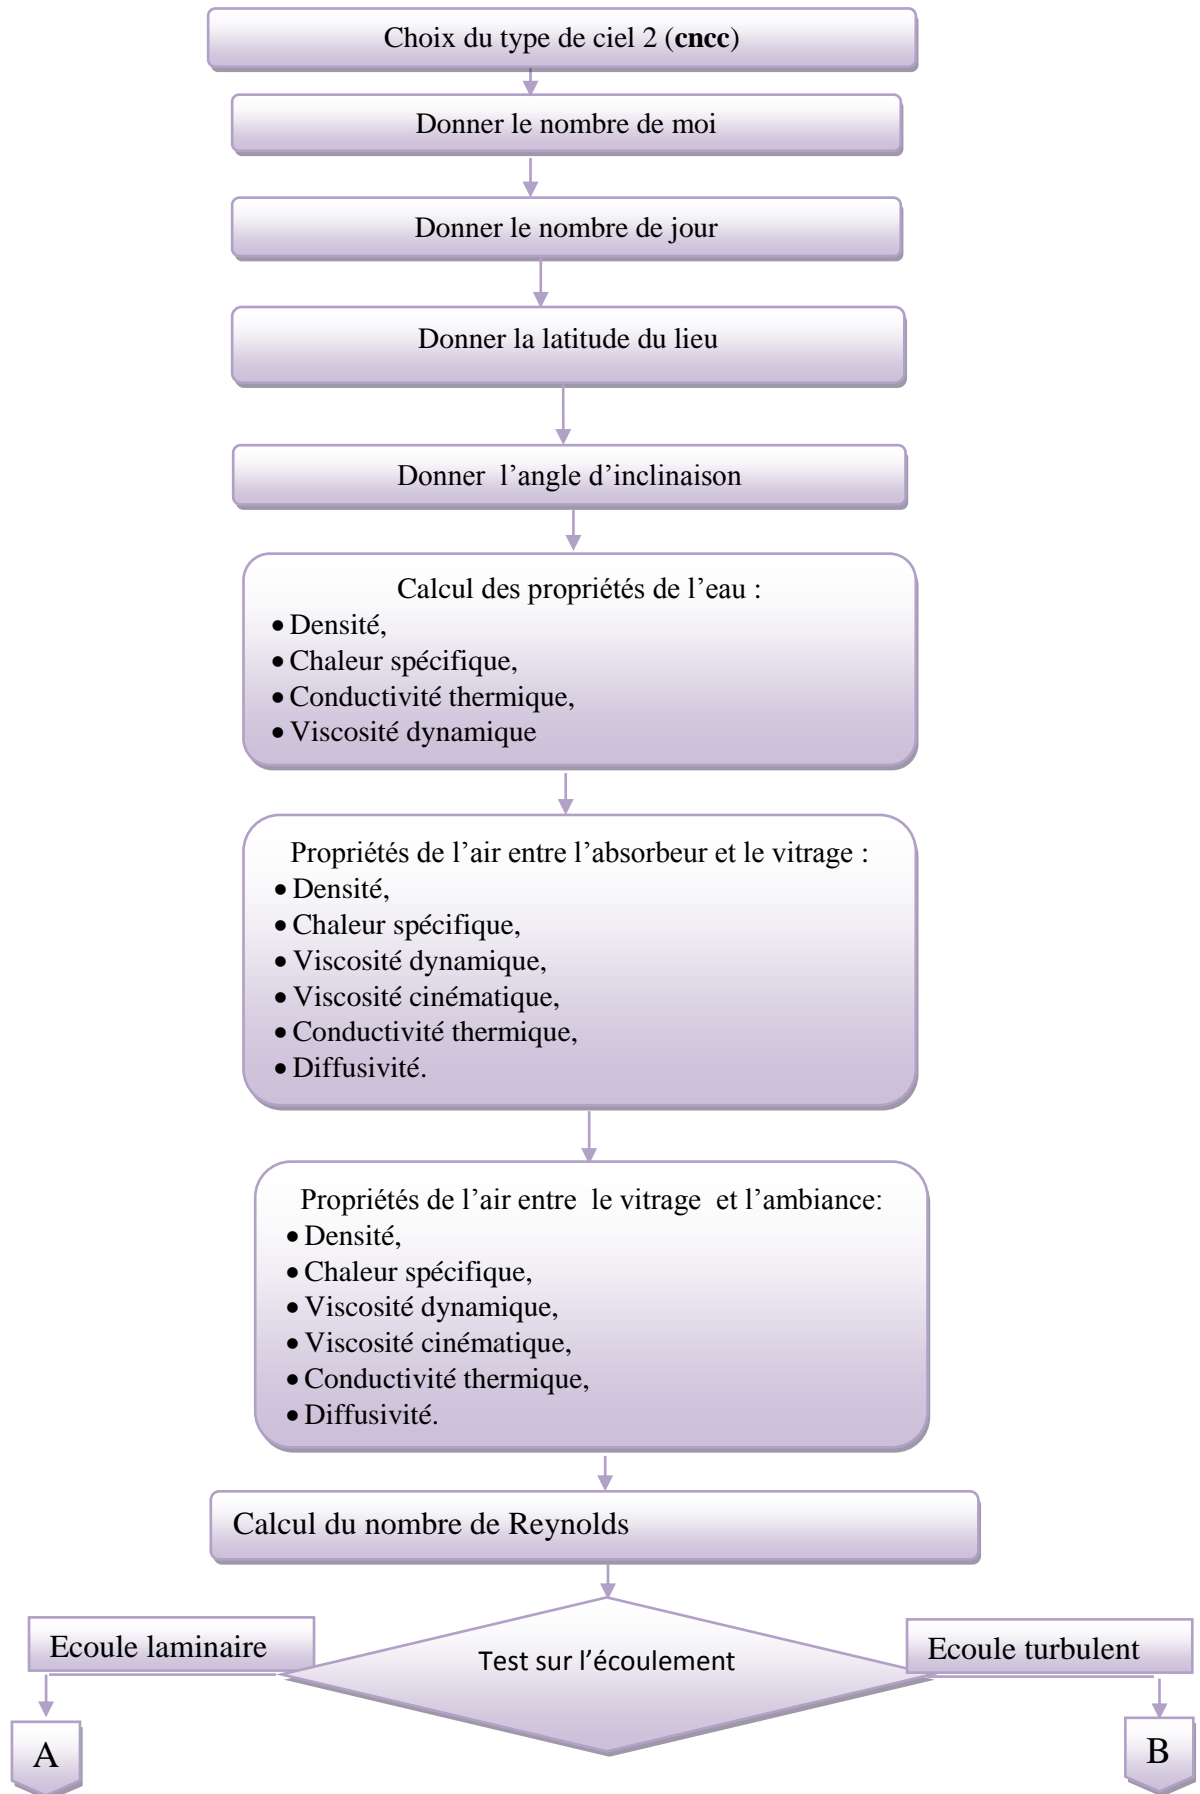 Choix du type de ciel 2 (cncc)
Donner le nombre de moi
Donner le nombre de jour
Donner la latitude du lieu
Donner l’angle d’inclinaison
Calcul des propriétés de l’eau :
• Densité,
• Chaleur spécifique,
• Conductivité thermique,
• Viscosité dynamique
Propriétés de l’air entre l’absorbeur et le vitrage :
• Densité,
• Chaleur spécifique,
• Viscosité dynamique,
• Viscosité cinématique,
• Conductivité thermique,
• Diffusivité.
Propriétés de l’air entre le vitrage et l’ambiance:
• Densité,
• Chaleur spécifique,
• Viscosité dynamique,
• Viscosité cinématique,
• Conductivité thermique,
• Diffusivité.
Calcul du nombre de Reynolds
Ecoule laminaire
Test sur l’écoulement
Ecoule turbulent
A
B